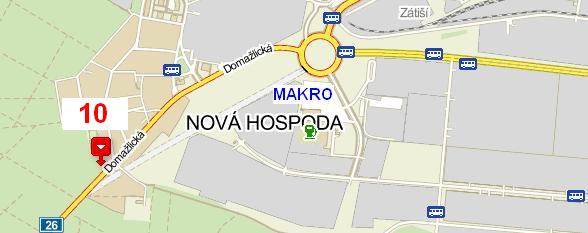 Zátiší
Domažlická
MAKRO
10
NOVÁ HOSPODA
Domažlická
26